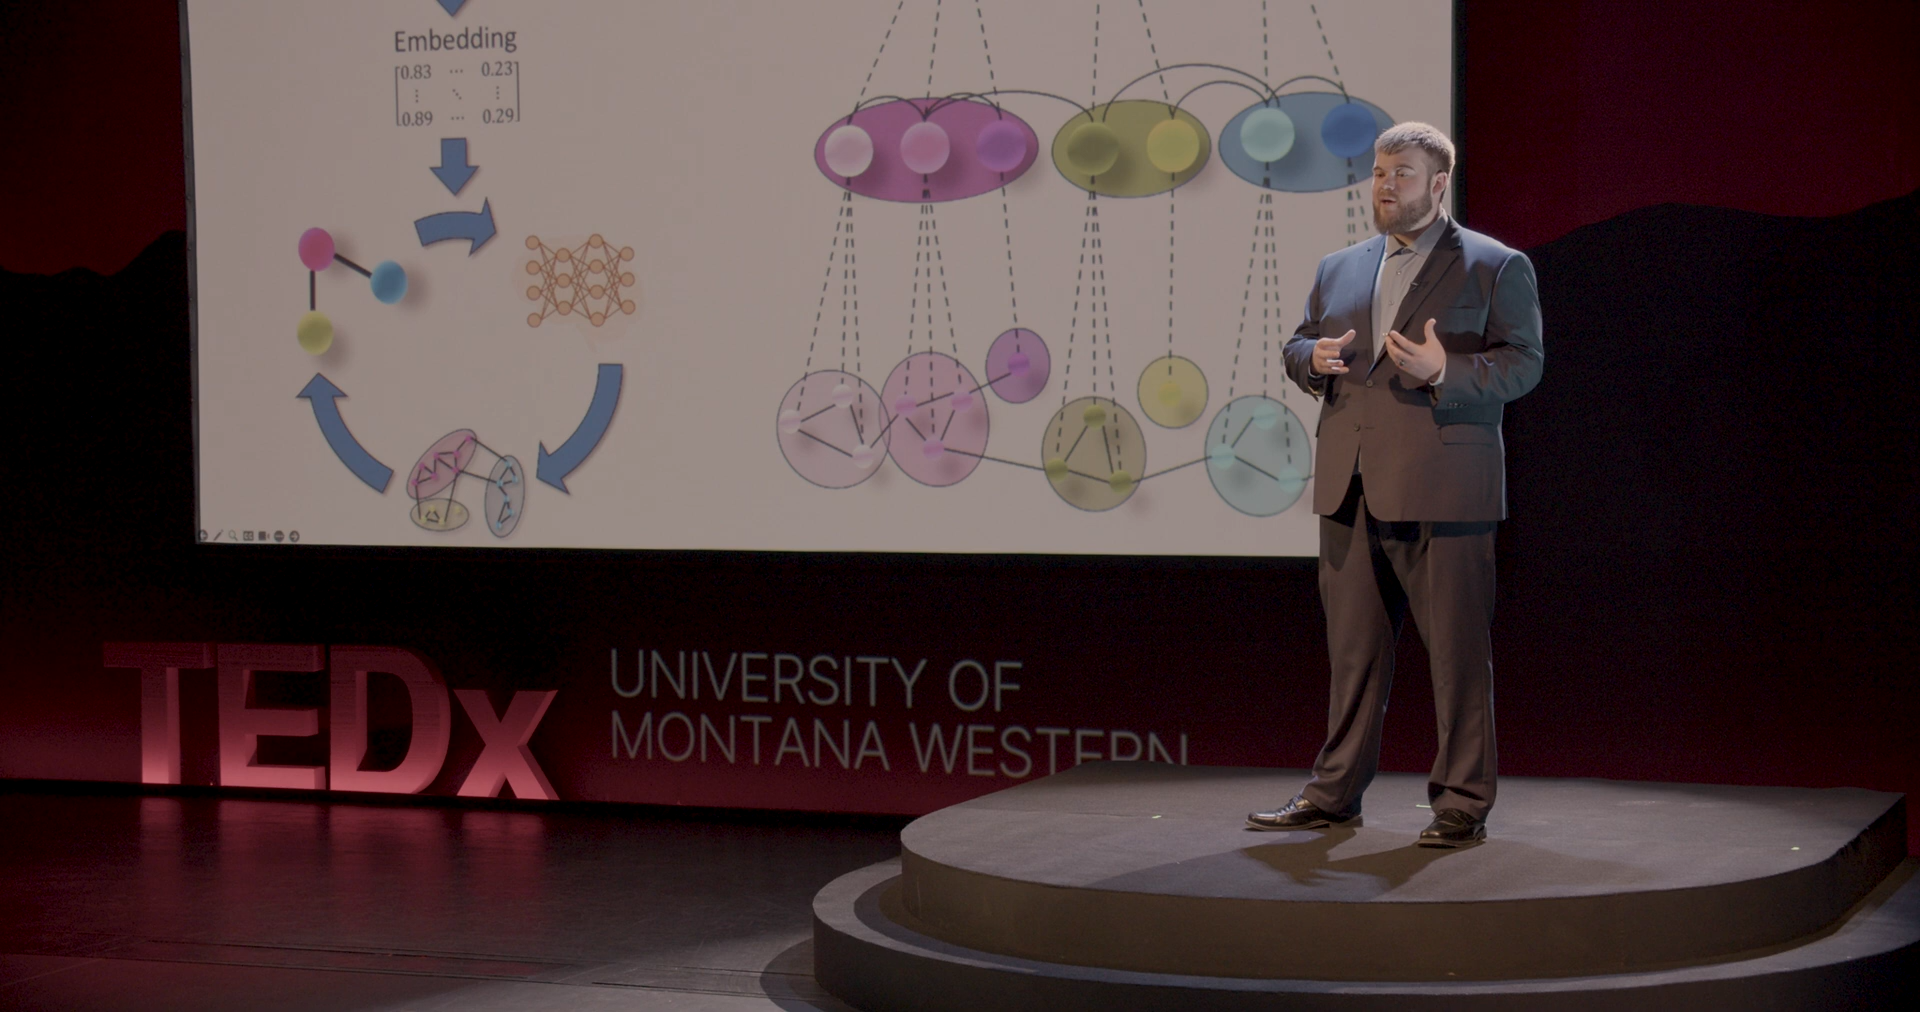 Embedding
0.83 ⋯ 0.23
⋮ ⋱ ⋮
0.89 ⋯ 0.29
TEDx
UNIVERSITY OF
MONTANA WESTERN